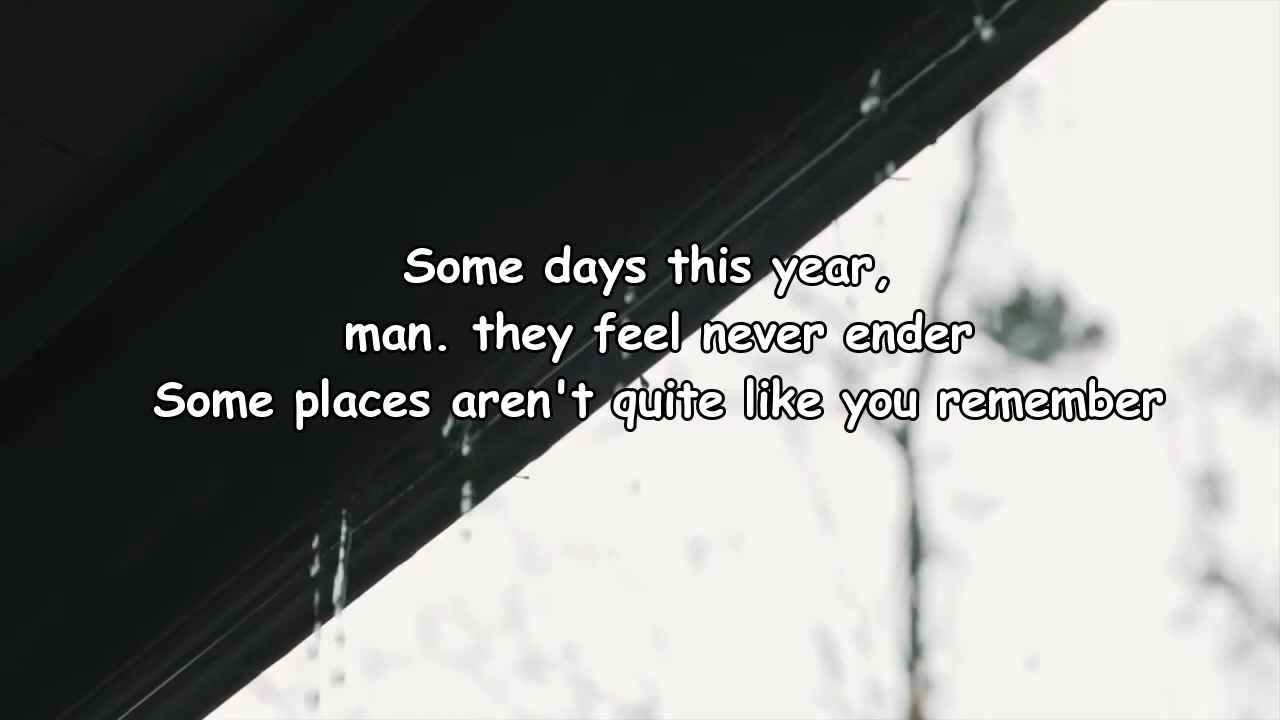 Some days this year,
man. they feel never ender
Some places aren't quite like you remember